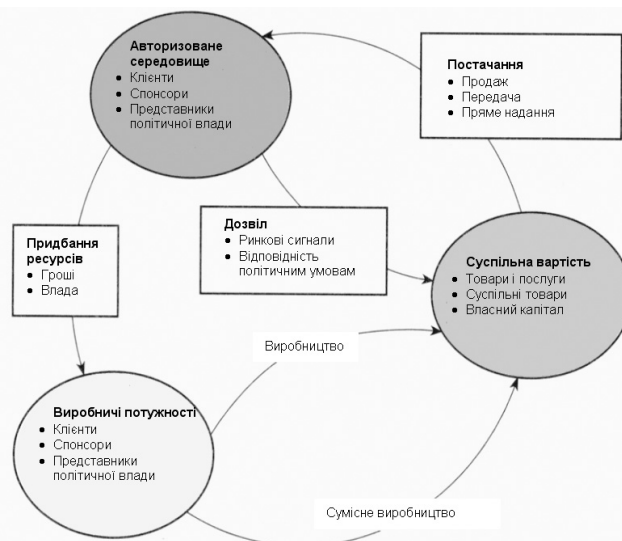 Авторизоване
середовище
• Клієнти
• Спонсори
• Представники
політичної влади
Постачання
• Продаж
• Передача
• Пряме надання
Придбання
ресурсів
• Гроші
• Влада
Дозвіл
• Ринкові сигнали
• Відповідність
політичним умовам
Суспільна вартість
• Товари і послуги
• Суспільні товари
• Власний капітал
Виробництво
Виробничі потужності
• Клієнти
• Спонсори
• Представники
політичної влади
Сумісне виробництво